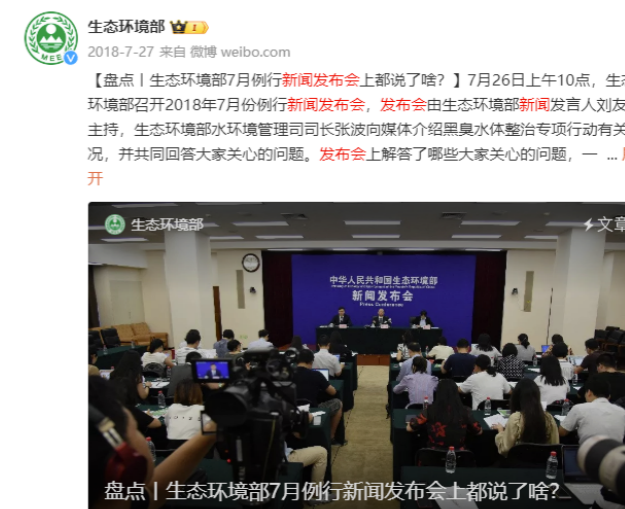 生态环境部
2018-7-27 来自 微博 weibo.com
【盘点丨生态环境部7月例行新闻发布会上都说了啥？】7月26日上午10点，生态
环境部召开2018年7月份例行新闻发布会，发布会由生态环境部新闻发言人刘友
主持，生态环境部水环境管理司司长张波向媒体介绍黑臭水体整治专项行动有关
况，并共同回答大家关心的问题。发布会上解答了哪些大家关心的问题，一 ...
开
MEE
生态环境部
文章
中华人民共和国生态环境部
新闻发布会
Press Conference
盘点丨生态环境部7月例行新闻发布会上都说了啥？